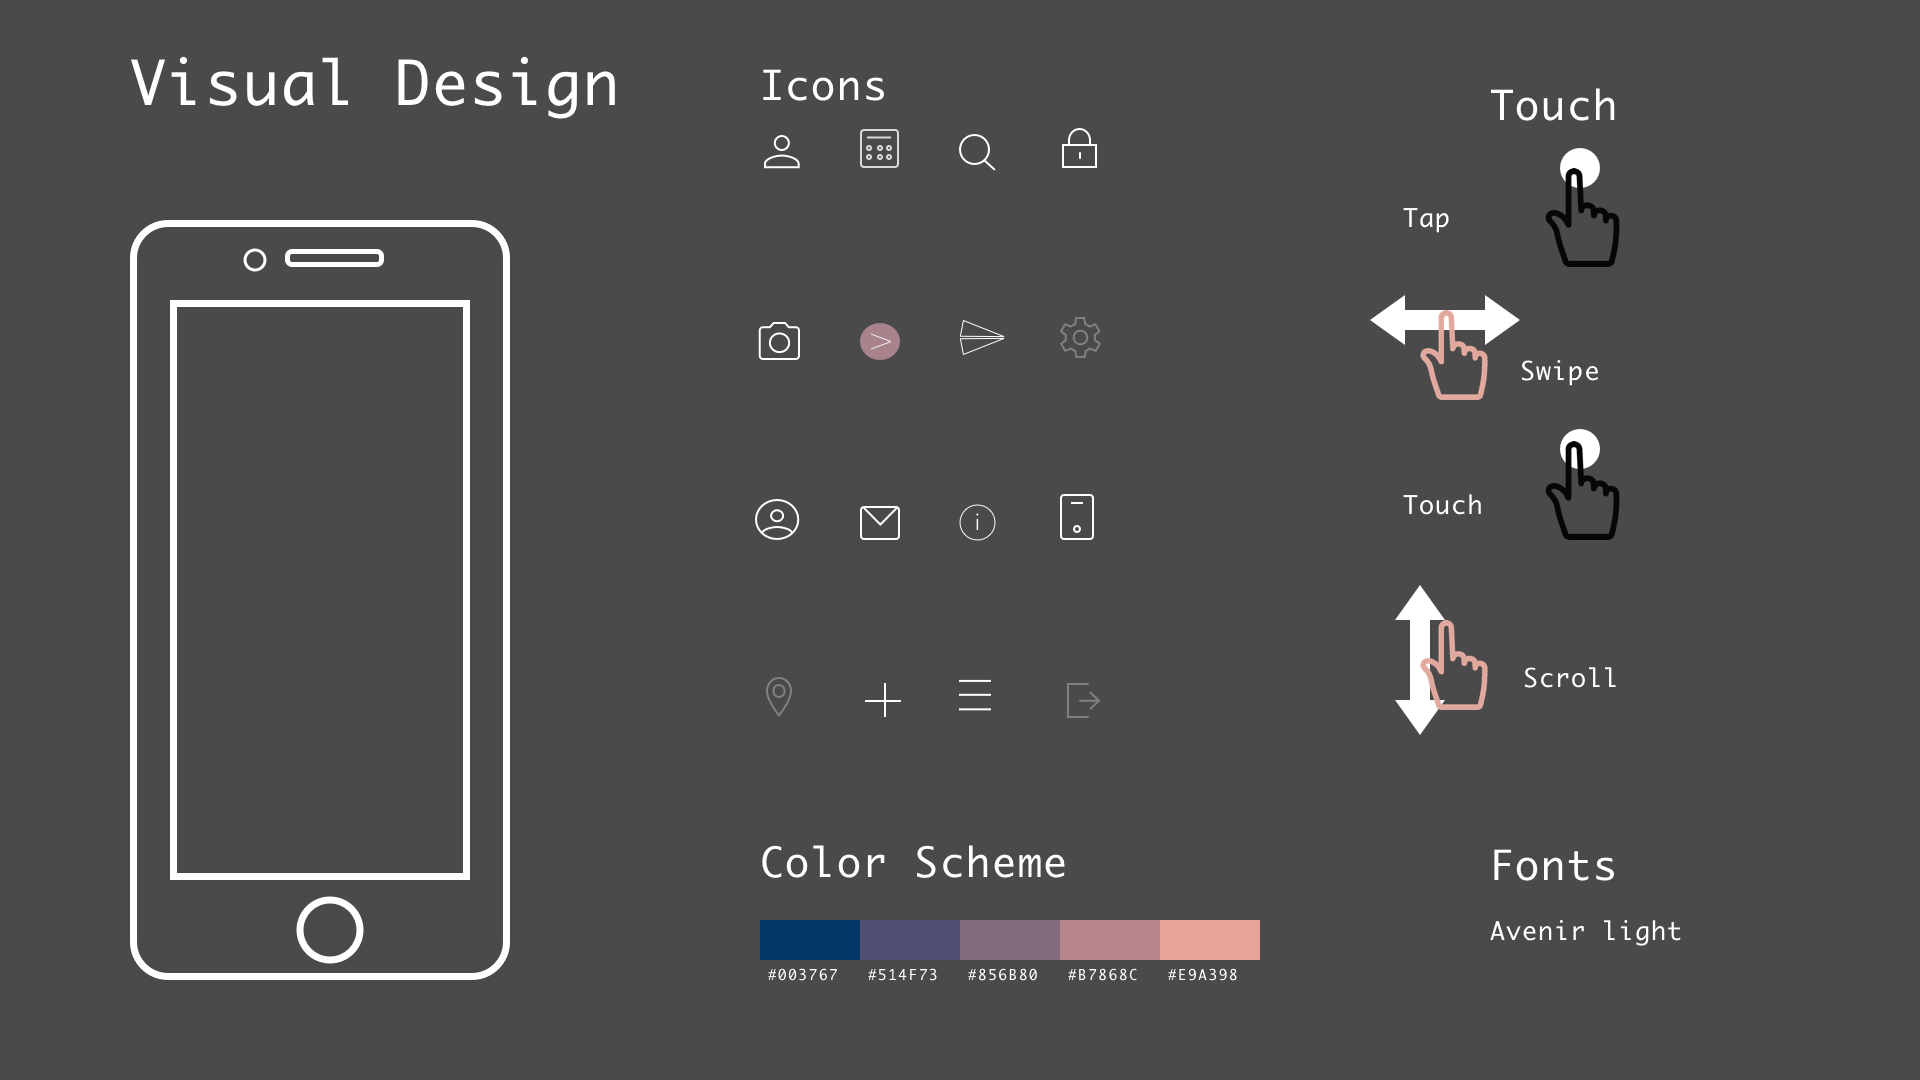 Visual Design
Icons
Touch
Tap
Swipe
Touch
Scroll
Color Scheme
#003767 #514F73 #856B80 #B7868C #E9A398
Fonts
Avenir light